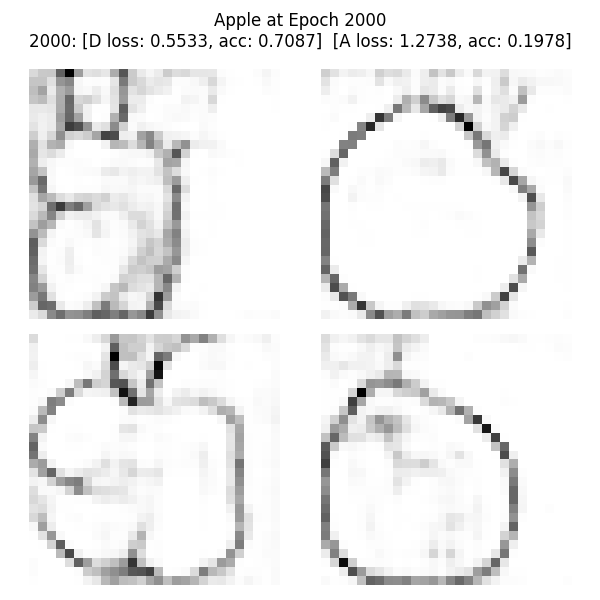 Apple at Epoch 2000
2000: [D loss: 0.5533, acc: 0.7087]  [A loss: 1.2738, acc: 0.1978]